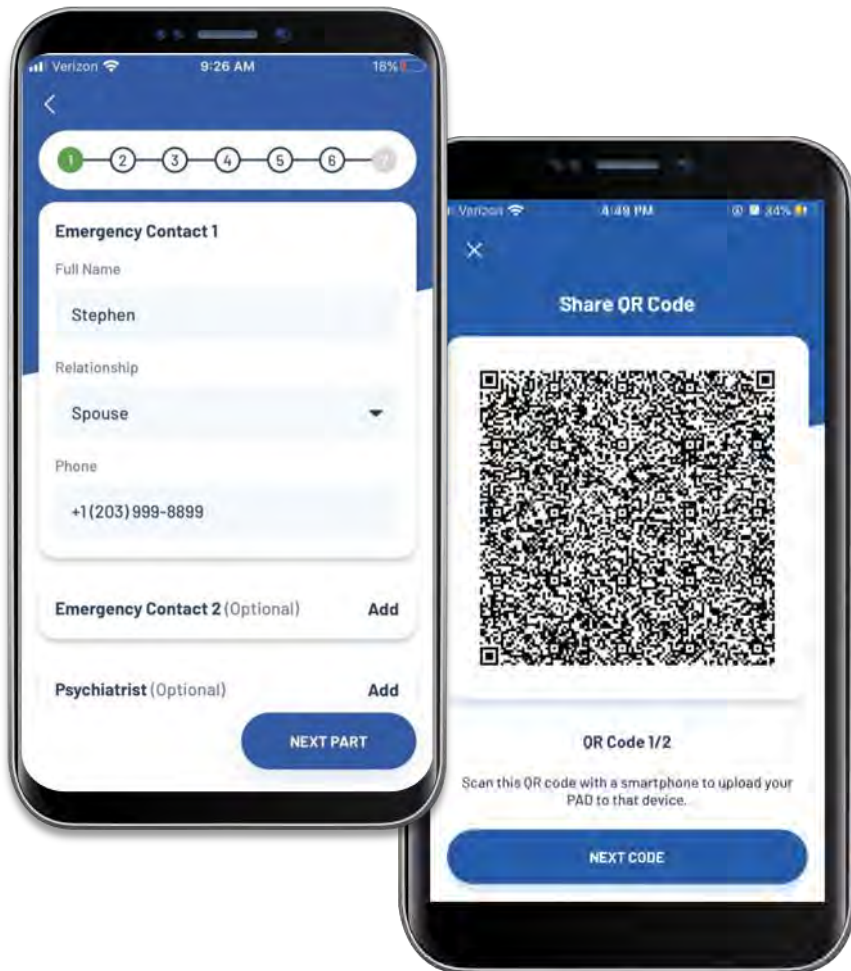 Verizon 9:26 AM 18%
1 2 3 4 5 6 7
Emergency Contact 1
Full Name
Stephen
Relationship
Spouse
Phone
+1 (203) 999-8899
Emergency Contact 2 (Optional) Add
Psychiatrist (Optional) Add
NEXT PART
Verizon 4:49 PM 34%
Share QR Code
QR Code 1/2
Scan this QR code with a smartphone to upload your
PAD to that device.
NEXT CODE